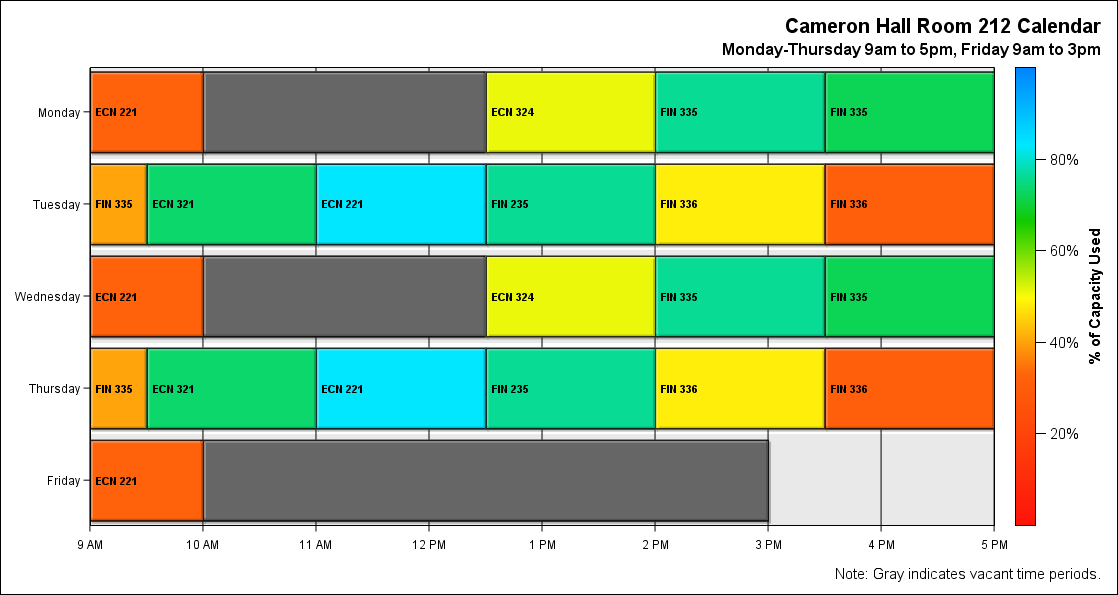 Cameron Hall Room 212 Calendar
Monday-Thursday 9am to 5pm, Friday 9am to 3pm
Monday
ECN 221
ECN 324
FIN 335
FIN 335
Tuesday
FIN 335
ECN 321
ECN 221
FIN 235
FIN 336
FIN 336
Wednesday
ECN 221
ECN 324
FIN 335
FIN 335
Thursday
FIN 335
ECN 321
ECN 221
FIN 235
FIN 336
FIN 336
Friday
ECN 221
9 AM
10 AM
11 AM
12 PM
1 PM
2 PM
3 PM
4 PM
5 PM
80%
60%
40%
20%
% of Capacity Used
Note: Gray indicates vacant time periods.